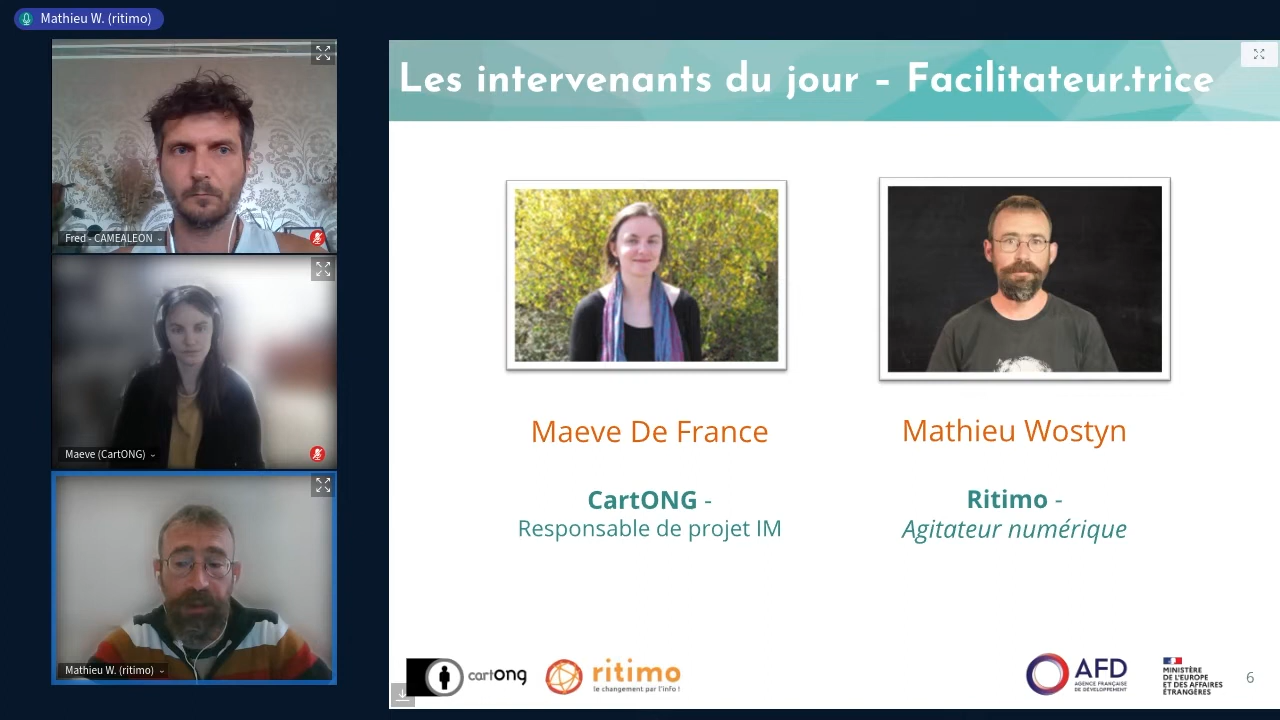 Mathieu W. (ritimo)
Fred - CAMEALEON
Maeve (CartONG)
Mathieu W. (ritimo)
Les intervenants du jour – Facilitateur.trice
Maeve De France
Mathieu Wostyn
CartONG -
Responsable de projet IM
Ritimo -
Agitateur numérique
cartong
ritimo
le changement par l'info !
AFD
AGENCE FRANÇAISE
DE DÉVELOPPEMENT
MINISTÈRE
DE L'EUROPE
ET DES AFFAIRES
ÉTRANGÈRES
6